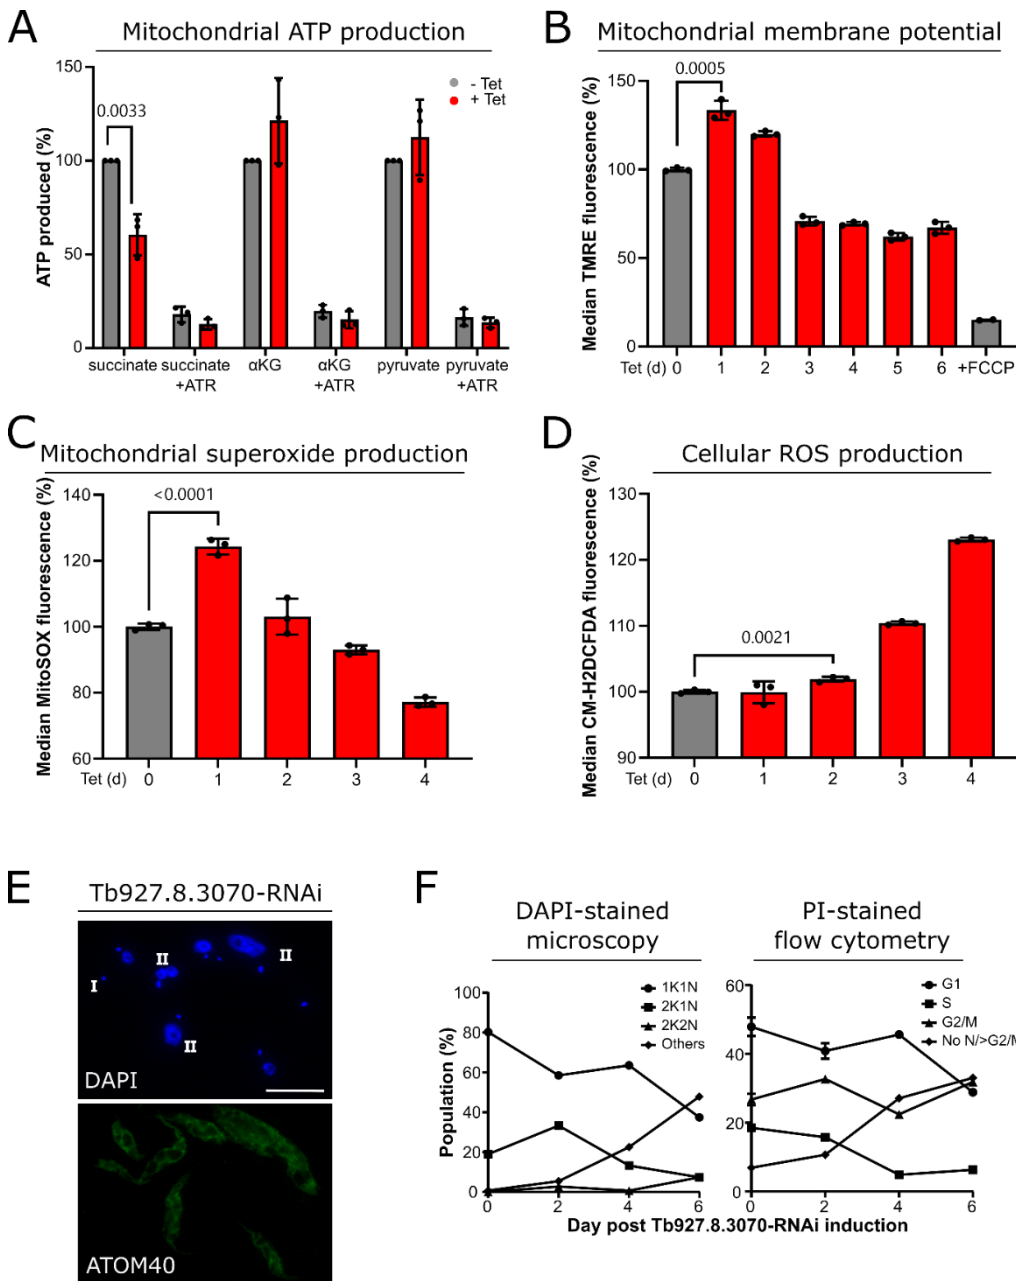 A
Mitochondrial ATP production
ATP produced (%)
150
100
50
0
0.0033
- Tet
+ Tet
succinate
succinate
+ATR
αKG
αKG
+ATR
pyruvate
pyruvate
+ATR
B
Mitochondrial membrane potential
Median TMRE fluorescence (%)
150
100
50
0
0.0005
Tet (d) 0 1 2 3 4 5 6 +FCCP
C
Mitochondrial superoxide production
Median MitoSOX fluorescence (%)
140
120
100
80
60
<0.0001
Tet (d) 0 1 2 3 4
D
Cellular ROS production
Median CM-H2DCFDA fluorescence (%)
130
120
110
100
90
0.0021
Tet (d) 0 1 2 3 4
E
Tb927.8.3070-RNAi
I
II
II
II
DAPI
ATOM40
F
DAPI-stained
microscopy
Population (%)
100
80
60
40
20
0
1K1N
2K1N
2K2N
Others
0 2 4 6
PI-stained
flow cytometry
60
40
20
0
G1
S
G2/M
No N/>G2/M
0 2 4 6
Day post Tb927.8.3070-RNAi induction